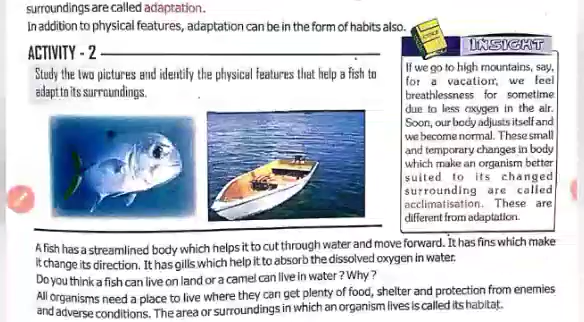 surroundings are called adaptation.
In addition to physical features, adaptation can be in the form of habits also.
ACTIVITY - 2
Study the two pictures and identify the physical features that help a fish to
adapt to its surroundings.
INSIGHT
If we go to high mountains, say,
for a vacation, we feel
breathlessness for sometime
due to less oxygen in the air.
Soon, our body adjusts itself and
we become normal. These small
and temporary changes in body
which make an organism better
suited to its changed
surrounding are called
acclimatisation. These are
different from adaptation.
A fish has a streamlined body which helps it to cut through water and move forward. It has fins which make
it change its direction. It has gills which help it to absorb the dissolved oxygen in water.
Do you think a fish can live on land or a camel can live in water ? Why ?
All organisms need a place to live where they can get plenty of food, shelter and protection from enemies
and adverse conditions. The area or surroundings in which an organism lives is called its habitat.